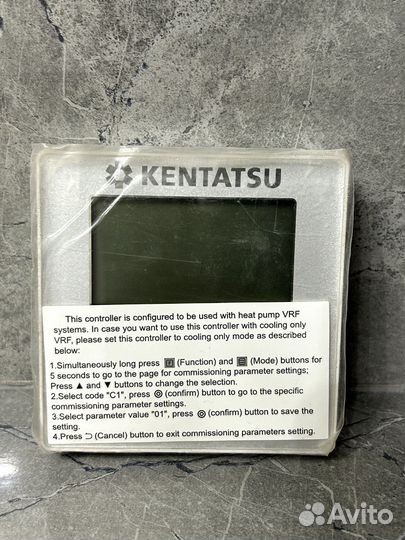 KENTATSU
This controller is configured to be used with heat pump VRF
systems. In case you want to use this controller with cooling only
VRF, please set this controller to cooling only mode as described
below:
1.Simultaneously long press (Function) and (Mode) buttons for
5 seconds to go to the page for commissioning parameter settings;
Press ▲ and ▼ buttons to change the selection.
2.Select code "C1", press ◎ (confirm) button to go to the specific
commissioning parameter settings.
3.Select parameter value "01", press ◎ (confirm) button to save the
setting.
4.Press ⊃ (Cancel) button to exit commissioning parameters setting.
Avito